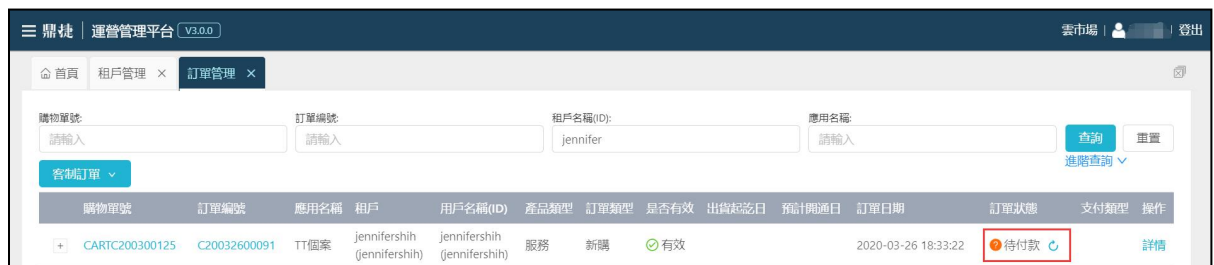 鼎捷 運營管理平台 V3.0.0 雲市場 登出
首頁 租戶管理 訂單管理
購物單號: 訂單編號: 租戶名稱(ID): 應用名稱:
請輸入 請輸入 jennifer 請輸入 查詢 重置
進階查詢
客制訂單
購物單號 訂單編號 應用名稱 租戶 用戶名稱(ID) 產品類型 訂單類型 是否有效 出貨起訖日 預計開通日 訂單日期 訂單狀態 支付類型 操作
CARTC200300125 C20032600091 TT個案 jennifershih (jennifershih) jennifershih (jennifershih) 服務 新購 有效 2020-03-26 18:33:22 待付款 詳情